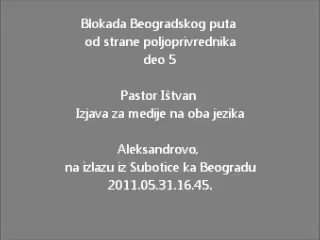 Blokada Beogradskog puta
od strane poljoprivrednika
deo 5
Pastor Ištvan
Izjava za medije na oba jezika
Aleksandrovo,
na izlazu iz Subotice ka Beogradu
2011.05.31.16.45.